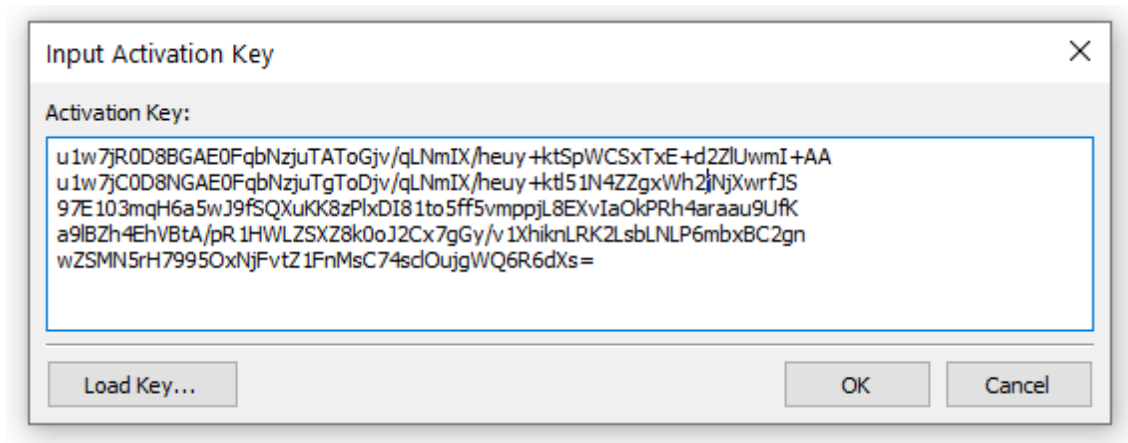 Input Activation Key
Activation Key:
u1w7jR0D8BGAE0FqbNzjuTAToGjv/qLNmIX/heuy+ktSpWCSxTxE+d2ZlUwmI+AA
u1w7jC0D8NGAE0FqbNzjuTgToDjv/qLNmIX/heuy+ktl51N4ZZgxWh2iNjXwrfJS
97E103mqH6a5wJ9fSQXuKK8zPlxDI81to5ff5vmppjL8EXvIaOkPRh4araau9UfK
a9lBZh4EhVBtA/pR1HWLZSXZ8k0oJ2Cx7gGy/v1XhiknLRK2LsbLNLP6mbxBC2gn
wZSMN5rH7995OxNjFvtZ1FnMsC74sclOujgWQ6R6dXs=
Load Key...
OK
Cancel